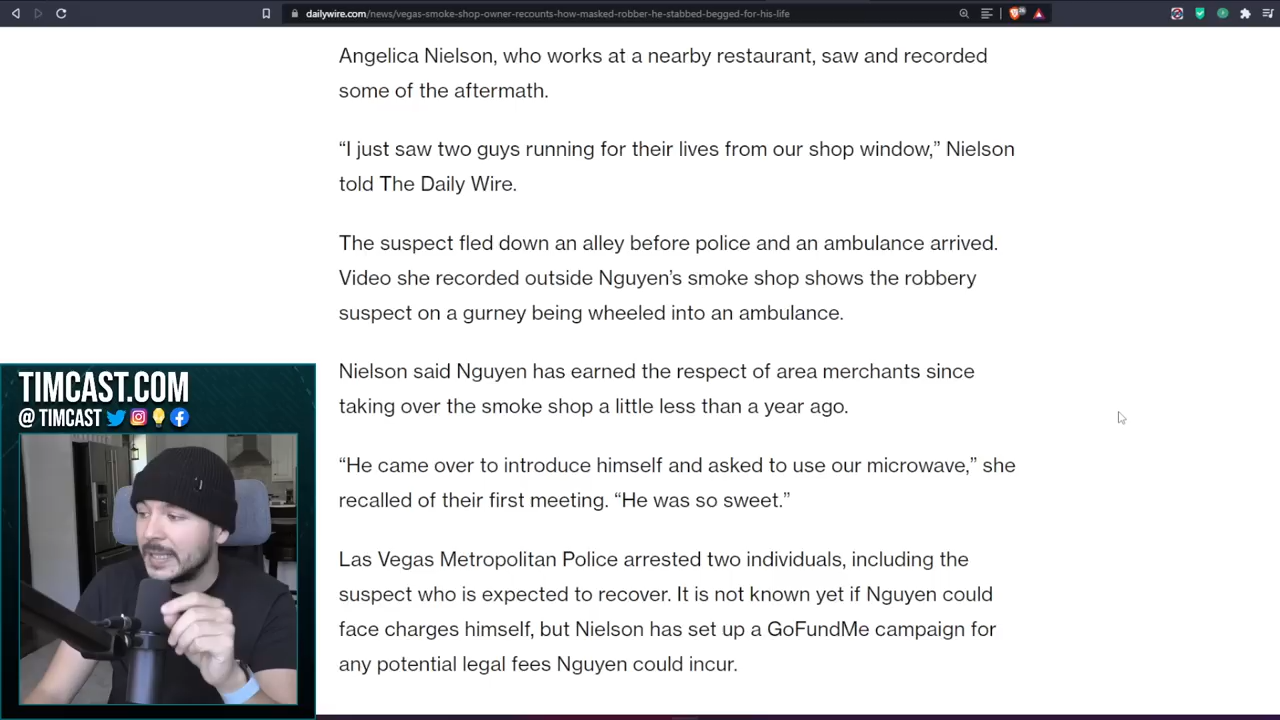 dailywire.com/news/vegas-smoke-shop-owner-recounts-how-masked-robber-he-stabbed-begged-for-his-life
Angelica Nielson, who works at a nearby restaurant, saw and recorded
some of the aftermath.
“I just saw two guys running for their lives from our shop window,” Nielson
told The Daily Wire.
The suspect fled down an alley before police and an ambulance arrived.
Video she recorded outside Nguyen’s smoke shop shows the robbery
suspect on a gurney being wheeled into an ambulance.
Nielson said Nguyen has earned the respect of area merchants since
taking over the smoke shop a little less than a year ago.
“He came over to introduce himself and asked to use our microwave,” she
recalled of their first meeting. “He was so sweet.”
Las Vegas Metropolitan Police arrested two individuals, including the
suspect who is expected to recover. It is not known yet if Nguyen could
face charges himself, but Nielson has set up a GoFundMe campaign for
any potential legal fees Nguyen could incur.
TIMCAST.COM
@ TIMCAST